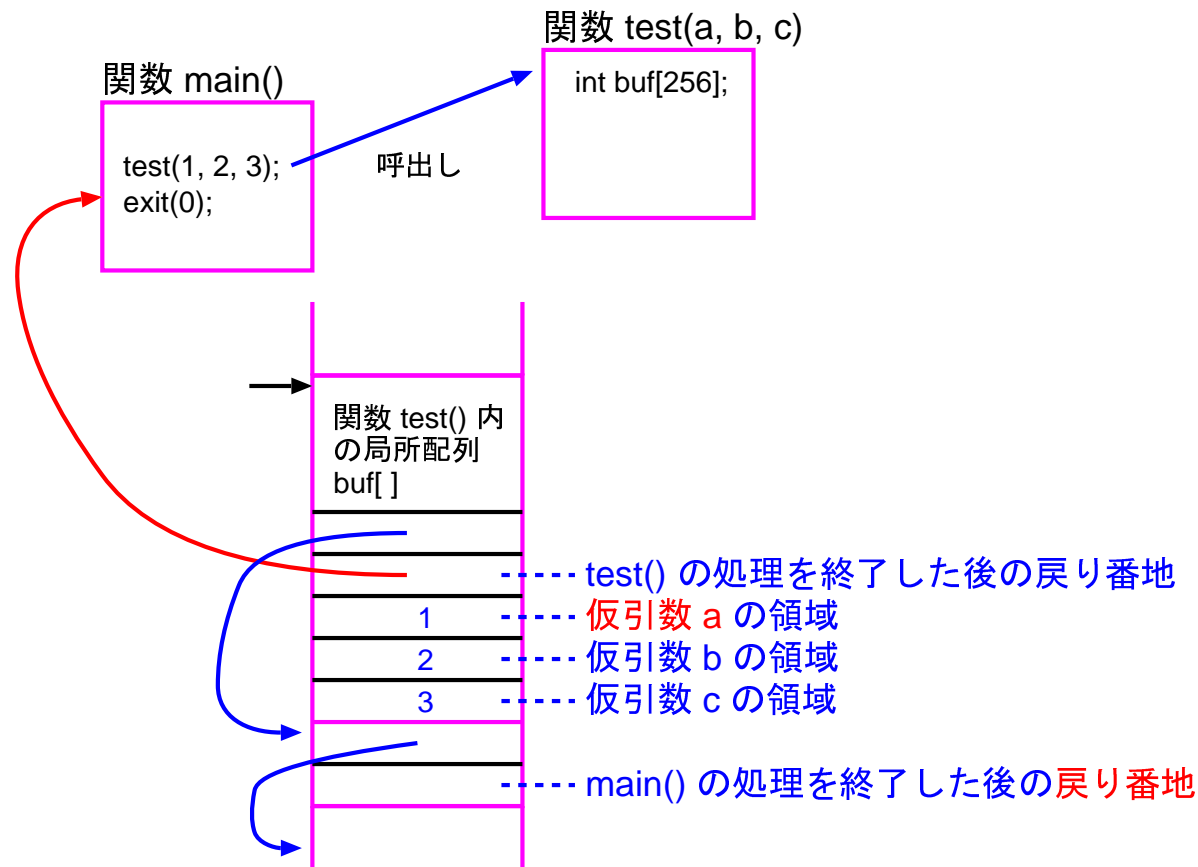 関数 test(a, b, c)
int buf[256];
関数 main()
test(1, 2, 3);
exit(0);
呼出し
関数 test() 内
の局所配列
buf[ ]
test() の処理を終了した後の戻り番地
1
仮引数 a の領域
2
仮引数 b の領域
3
仮引数 c の領域
main() の処理を終了した後の戻り番地